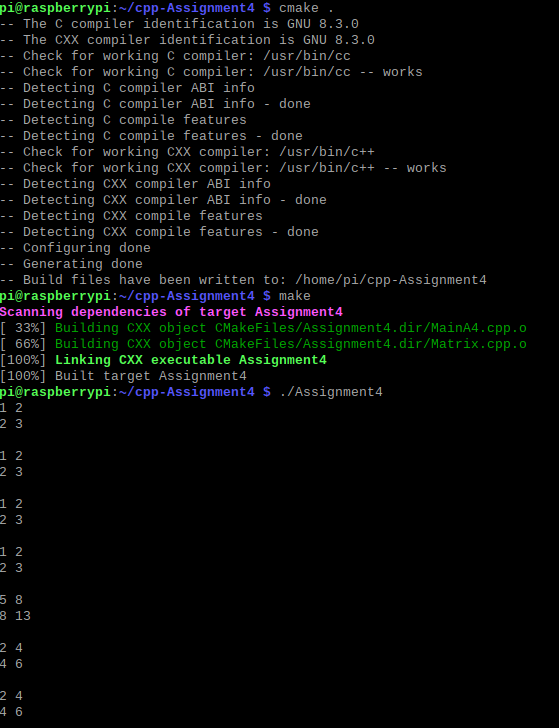 pi@raspberrypi:~/cpp-Assignment4 $ cmake .
-- The C compiler identification is GNU 8.3.0
-- The CXX compiler identification is GNU 8.3.0
-- Check for working C compiler: /usr/bin/cc
-- Check for working C compiler: /usr/bin/cc -- works
-- Detecting C compiler ABI info
-- Detecting C compiler ABI info - done
-- Detecting C compile features
-- Detecting C compile features - done
-- Check for working CXX compiler: /usr/bin/c++
-- Check for working CXX compiler: /usr/bin/c++ -- works
-- Detecting CXX compiler ABI info
-- Detecting CXX compiler ABI info - done
-- Detecting CXX compile features
-- Detecting CXX compile features - done
-- Configuring done
-- Generating done
-- Build files have been written to: /home/pi/cpp-Assignment4
pi@raspberrypi:~/cpp-Assignment4 $ make
Scanning dependencies of target Assignment4
[ 33%] Building CXX object CMakeFiles/Assignment4.dir/MainA4.cpp.o
[ 66%] Building CXX object CMakeFiles/Assignment4.dir/Matrix.cpp.o
[100%] Linking CXX executable Assignment4
[100%] Built target Assignment4
pi@raspberrypi:~/cpp-Assignment4 $ ./Assignment4
1 2
2 3

1 2
2 3

1 2
2 3

1 2
2 3

5 8
8 13

2 4
4 6

2 4
4 6